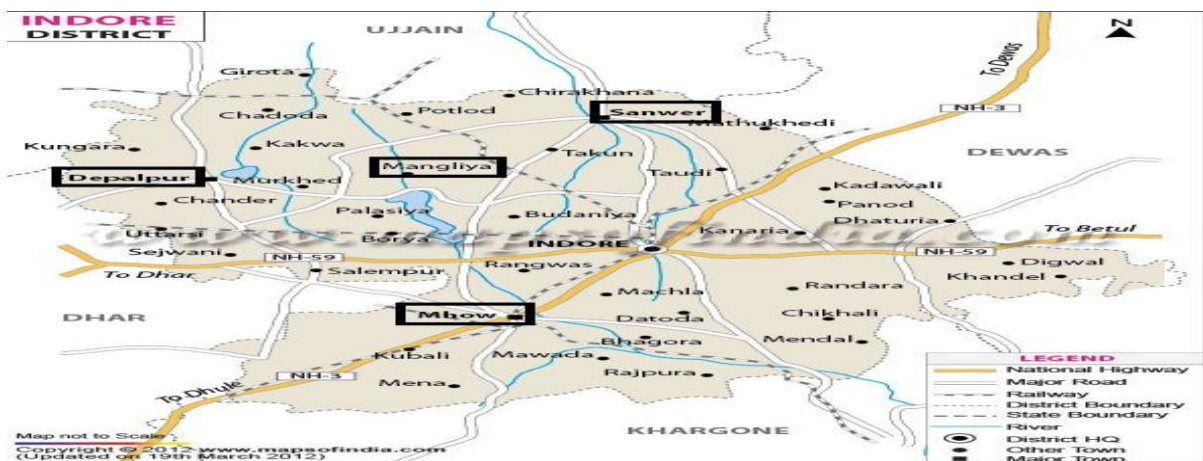 INDORE
DISTRICT
UJJAIN
N
To Dewas
Girota
Chirakhana
NH-3
Chadoda
Potlod
Sanwer
Mathukhedi
Kungara
Kakwa
Takun
DEWAS
Mangliya
Taudi
Depalpur
Murkhed
Kadawali
Chander
Palasiya
Budaniya
Panod
Dhaturia
Uttarsi
Borya
Kanaria
To Betul
www.mapsofindia.com
Sejwani
NH-59
INDORE
NH-59
Digwal
To Dhar
Salempur
Rangwas
Khandel
Machla
Randara
DHAR
Mhow
Datoda
Chikhali
Bhagora
Mendal
Kubali
Mawada
NH-3
Mena
Rajpura
To Dhule
KHARGONE
LEGEND
National Highway
Major Road
Railway
District Boundary
State Boundary
River
District HQ
Other Town
Major Town
Map not to Scale
Copyright © 2012 www.mapsofindia.com
(Updated on 19th March 2012)